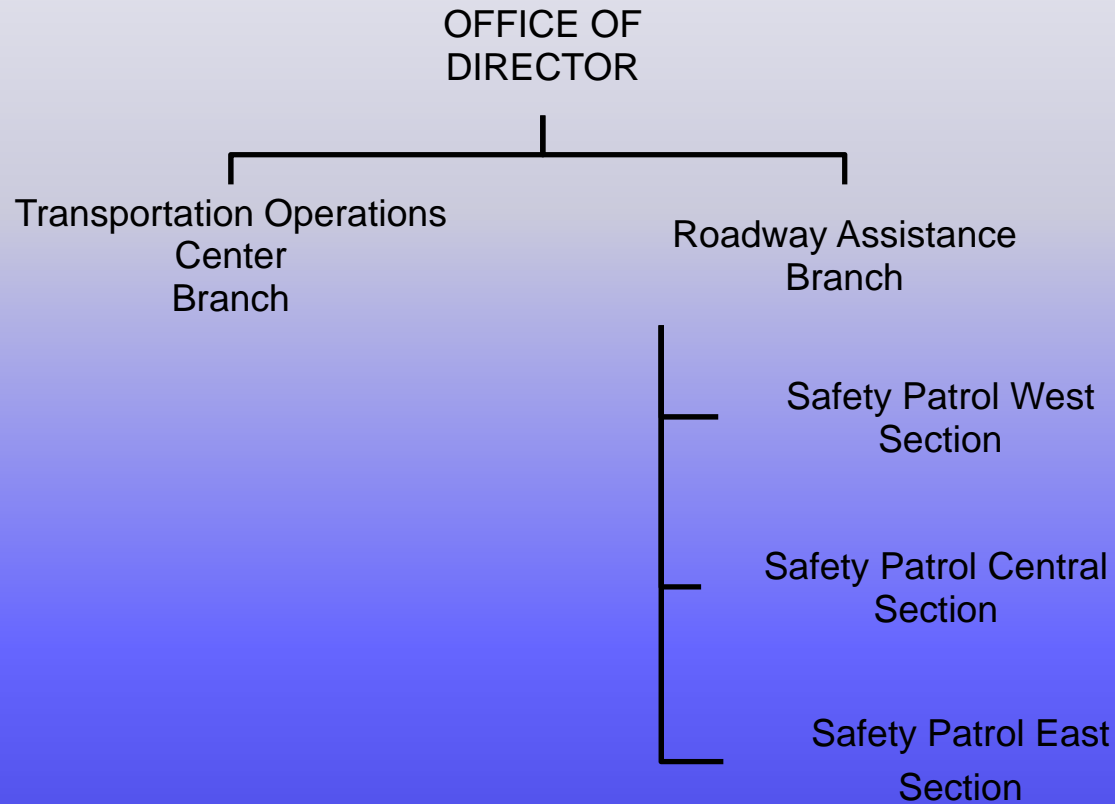 OFFICE OF
DIRECTOR
Transportation Operations
Center
Branch
Roadway Assistance
Branch
Safety Patrol West
Section
Safety Patrol Central
Section
Safety Patrol East
Section